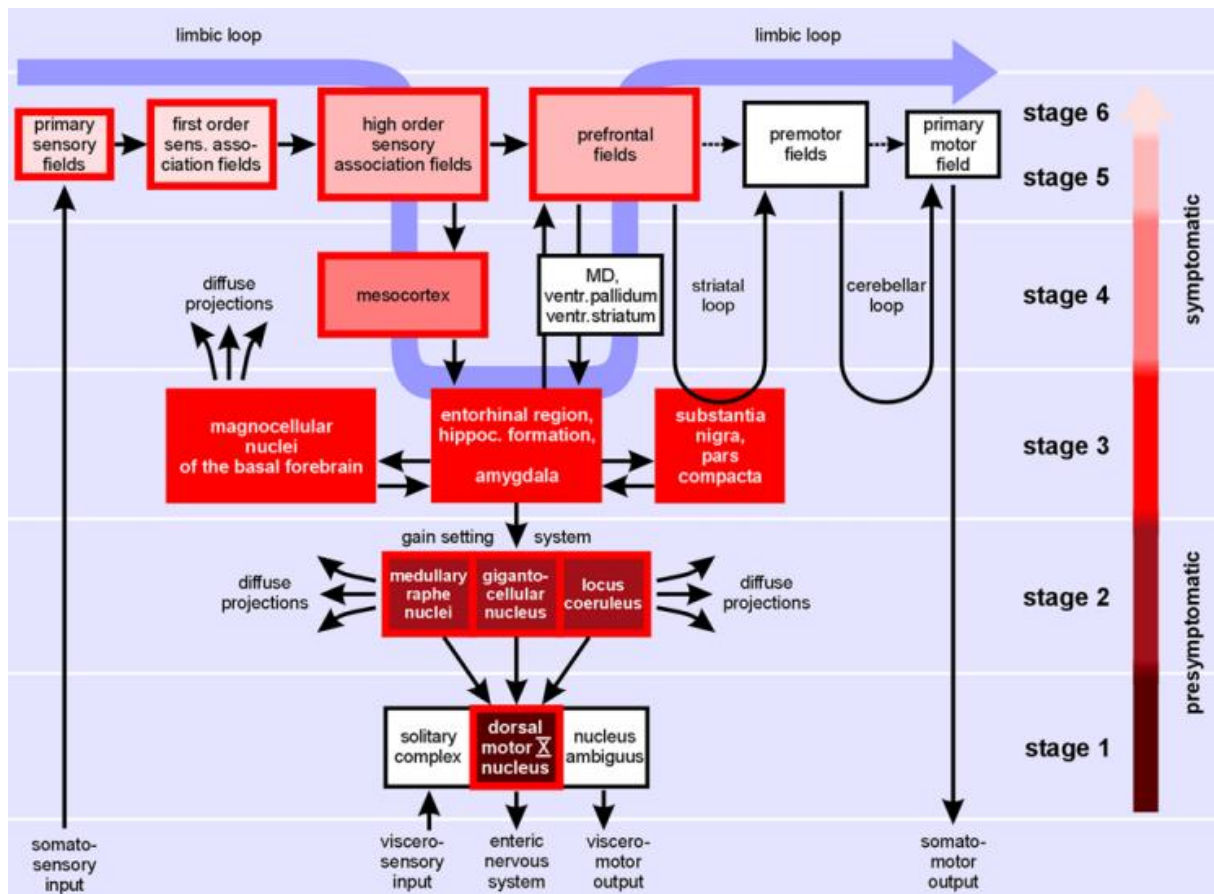 limbic loop
limbic loop
primary
sensory
fields
first order
sens. asso-
ciation fields
high order
sensory
association fields
prefrontal
fields
premotor
fields
primary
motor
field
stage 6
stage 5
diffuse
projections
mesocortex
MD,
ventr.pallidum
ventr.striatum
striatal
loop
cerebellar
loop
stage 4
symptomatic
magnocellular
nuclei
of the basal forebrain
entorhinal region,
hippoc. formation,
amygdala
substantia
nigra,
pars
compacta
stage 3
gain setting system
diffuse
projections
medullary
raphe
nuclei
giganto-
cellular
nucleus
locus
coeruleus
diffuse
projections
stage 2
presymptomatic
solitary
complex
dorsal
motor X
nucleus
nucleus
ambiguus
stage 1
somato-
sensory
input
viscero-
sensory
input
enteric
nervous
system
viscero-
motor
output
somato-
motor
output